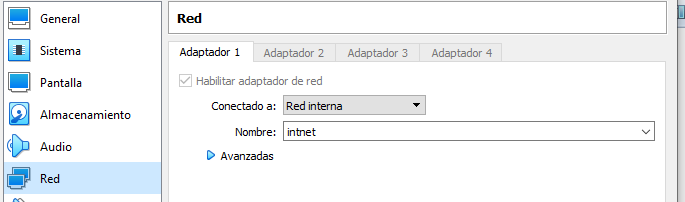 General
Sistema
Pantalla
Almacenamiento
Audio
Red
Red
Adaptador 1 Adaptador 2 Adaptador 3 Adaptador 4
Habilitar adaptador de red
Conectado a: Red interna
Nombre: intnet
Avanzadas